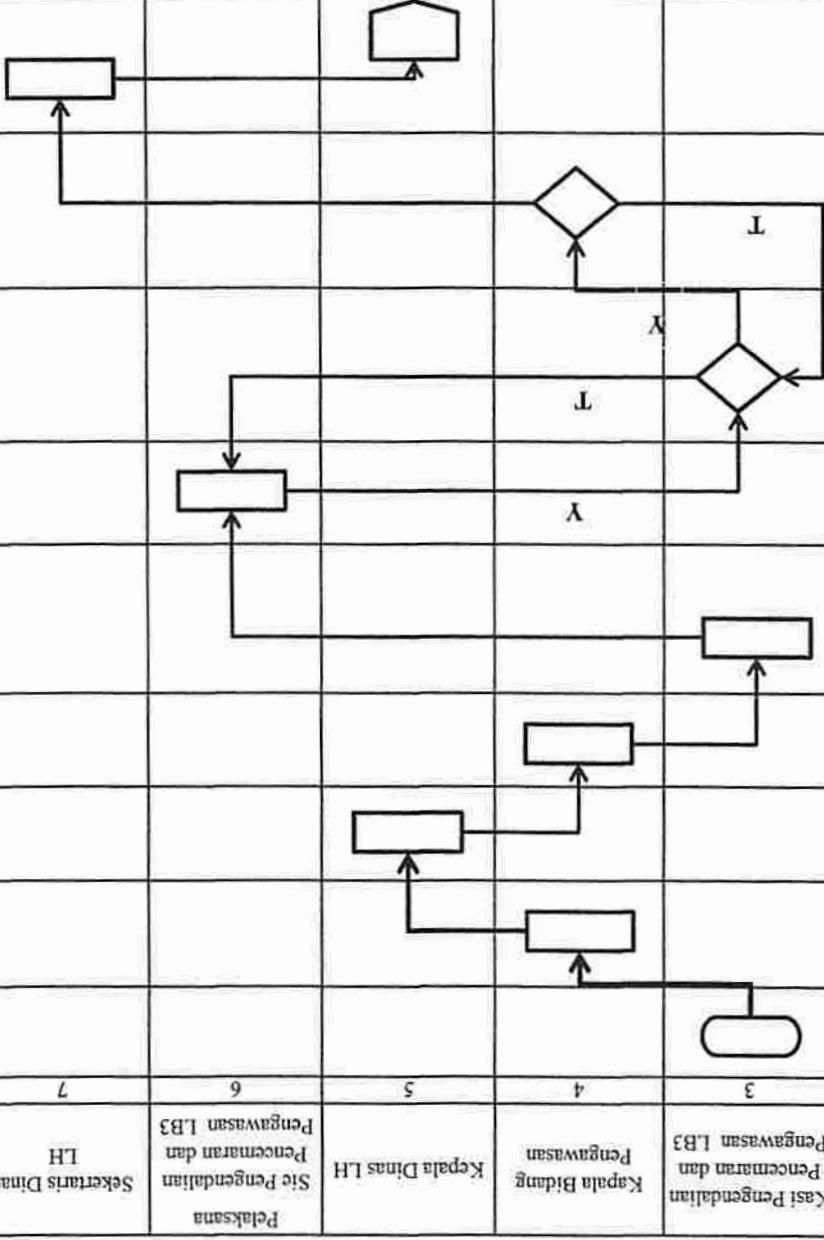 Kasi Pengendalian
Pencemaran dan
Pengawasan LB3
Kapala Bidang
Pengawasan
Kepala Dinas LH
Pelaksana
Sie Pengendalian
Pencemaran dan
Pengawasan LB3
Sekertaris Dinas
LH
3
4
5
6
7
Y
T
Y
T